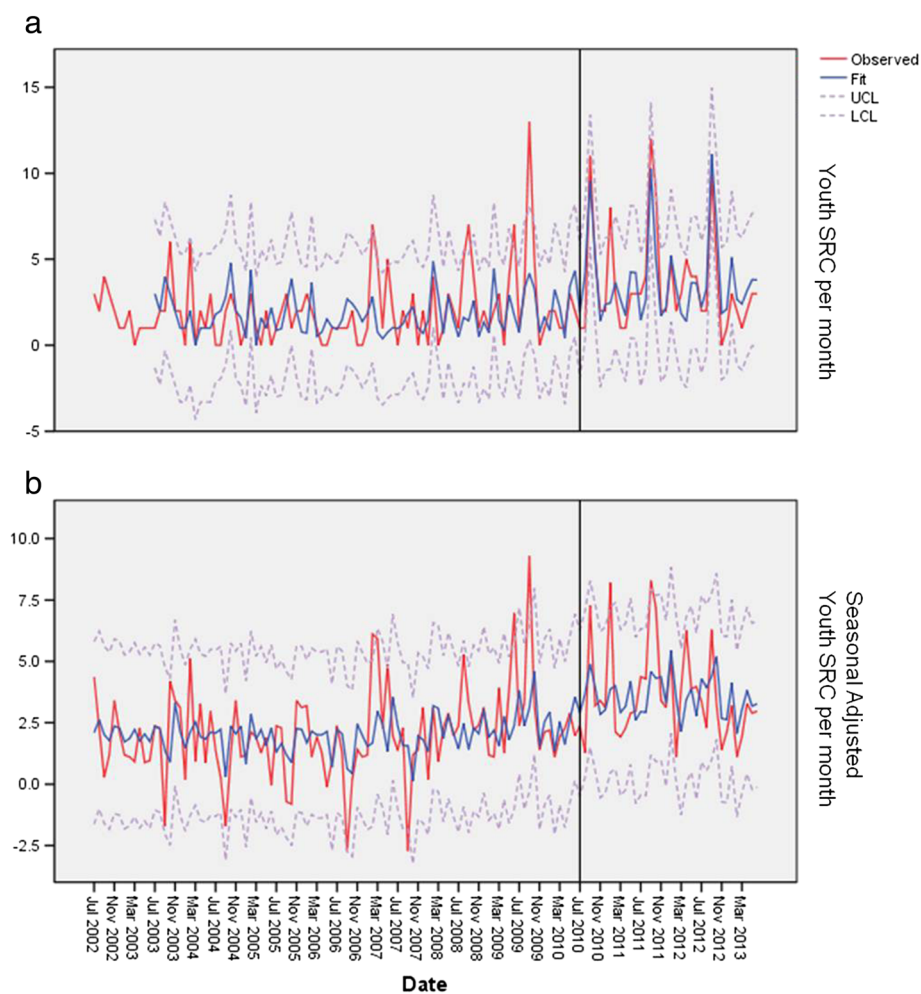 a
15
10
5
0
-5
Observed
Fit
UCL
LCL
Youth SRC per month
b
10.0
7.5
5.0
2.5
0.0
-2.5
Seasonal Adjusted
Youth SRC per month
Jul 2002
Nov 2002
Mar 2003
Jul 2003
Nov 2003
Mar 2004
Jul 2004
Nov 2004
Mar 2005
Jul 2005
Nov 2005
Mar 2006
Jul 2006
Nov 2006
Mar 2007
Jul 2007
Nov 2007
Mar 2008
Jul 2008
Nov 2008
Mar 2009
Jul 2009
Nov 2009
Mar 2010
Jul 2010
Nov 2010
Mar 2011
Jul 2011
Nov 2011
Mar 2012
Jul 2012
Nov 2012
Mar 2013
Date